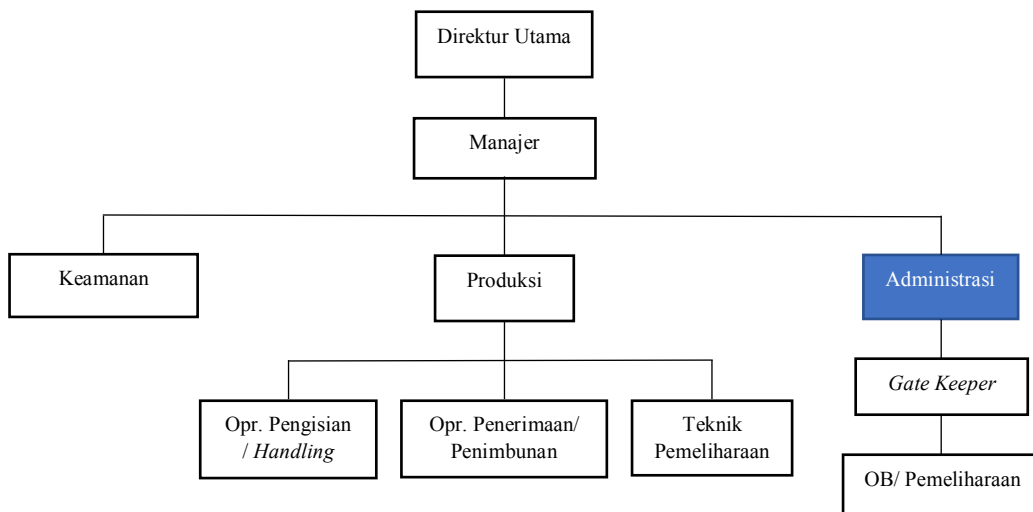 Direktur Utama
Manajer
Keamanan
Produksi
Administrasi
Gate Keeper
Opr. Pengisian
/ Handling
Opr. Penerimaan/
Penimbunan
Teknik
Pemeliharaan
OB/ Pemeliharaan